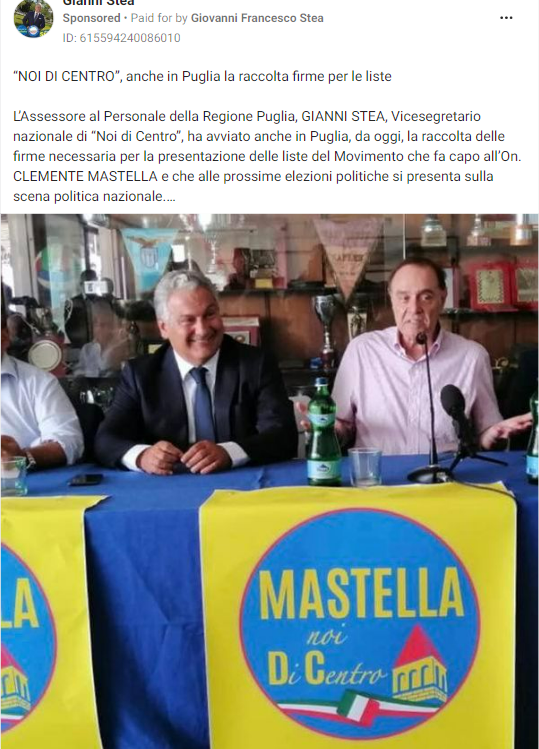 Gianni Stea
Sponsored • Paid for by Giovanni Francesco Stea
ID: 615594240086010
“NOI DI CENTRO”, anche in Puglia la raccolta firme per le liste
L’Assessore al Personale della Regione Puglia, GIANNI STEA, Vicesegretario
nazionale di “Noi di Centro”, ha avviato anche in Puglia, da oggi, la raccolta delle
firme necessaria per la presentazione delle liste del Movimento che fa capo all’On.
CLEMENTE MASTELLA e che alle prossime elezioni politiche si presenta sulla
scena politica nazionale....
LA
MASTELLA
noi
Di Centro